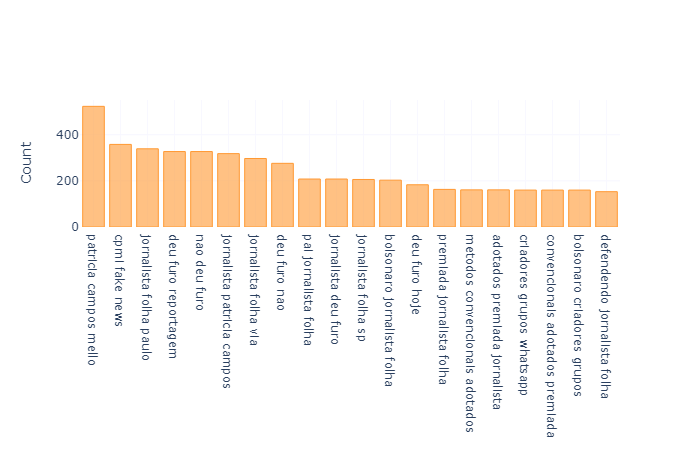 Count
400
200
0
patricia campos mello
cpmi fake news
jornalista folha paulo
deu furo reportagem
nao deu furo
jornalista patricia campos
jornalista folha via
deu furo nao
pal jornalista folha
jornalista deu furo
jornalista folha sp
bolsonaro jornalista folha
deu furo hoje
premiada jornalista folha
metodos convencionais adotados
adotados premiada jornalista
criadores grupos whatsapp
convencionais adotados premiada
bolsonaro criadores grupos
defendendo jornalista folha